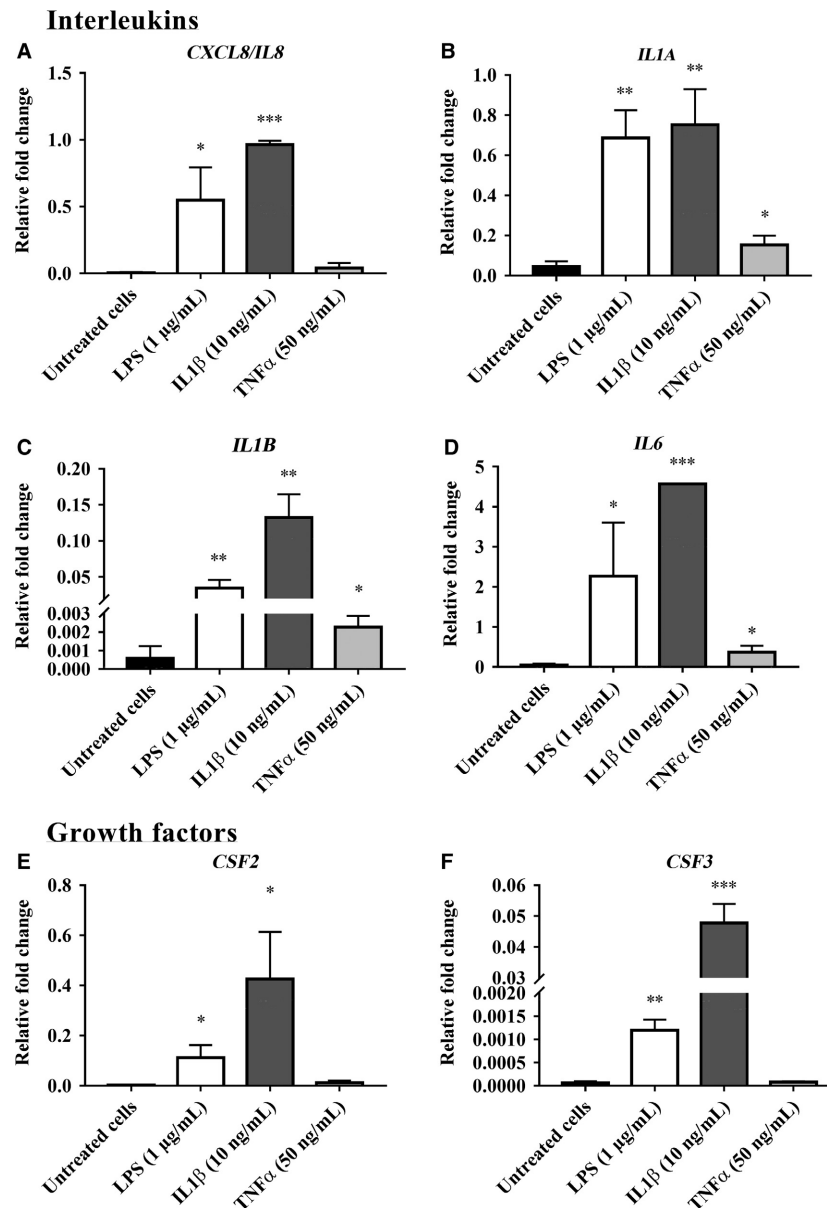 Interleukins
A
CXCL8/IL8
Relative fold change
1.5
1.0
0.5
0.0
*
***
Untreated cells
LPS (1 µg/mL)
IL1β (10 ng/mL)
TNFα (50 ng/mL)
B
IL1A
Relative fold change
1.0
0.8
0.6
0.4
0.2
0.0
**
**
*
Untreated cells
LPS (1 µg/mL)
IL1β (10 ng/mL)
TNFα (50 ng/mL)
C
IL1B
Relative fold change
0.20
0.15
0.10
0.05
0.003
0.002
0.001
0.000
**
**
*
Untreated cells
LPS (1 µg/mL)
IL1β (10 ng/mL)
TNFα (50 ng/mL)
D
IL6
Relative fold change
5
4
3
2
1
0
*
***
*
Untreated cells
LPS (1 µg/mL)
IL1β (10 ng/mL)
TNFα (50 ng/mL)
Growth factors
E
CSF2
Relative fold change
0.8
0.6
0.4
0.2
0.0
*
*
Untreated cells
LPS (1 µg/mL)
IL1β (10 ng/mL)
TNFα (50 ng/mL)
F
CSF3
Relative fold change
0.06
0.05
0.04
0.03
0.0020
0.0015
0.0010
0.0005
0.0000
**
***
Untreated cells
LPS (1 µg/mL)
IL1β (10 ng/mL)
TNFα (50 ng/mL)